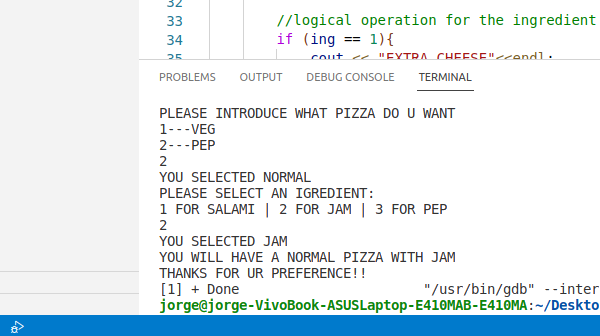 32
33 //logical operation for the ingredient
34 if (ing == 1){
35 cout << "EXTRA CHEESE"<<endl;
PROBLEMS OUTPUT DEBUG CONSOLE TERMINAL
PLEASE INTRODUCE WHAT PIZZA DO U WANT
1---VEG
2---PEP
2
YOU SELECTED NORMAL
PLEASE SELECT AN IGREDIENT:
1 FOR SALAMI | 2 FOR JAM | 3 FOR PEP
2
YOU SELECTED JAM
YOU WILL HAVE A NORMAL PIZZA WITH JAM
THANKS FOR UR PREFERENCE!!
[1] + Done "/usr/bin/gdb" --inter
jorge@jorge-VivoBook-ASUSLaptop-E410MAB-E410MA:~/Deskto